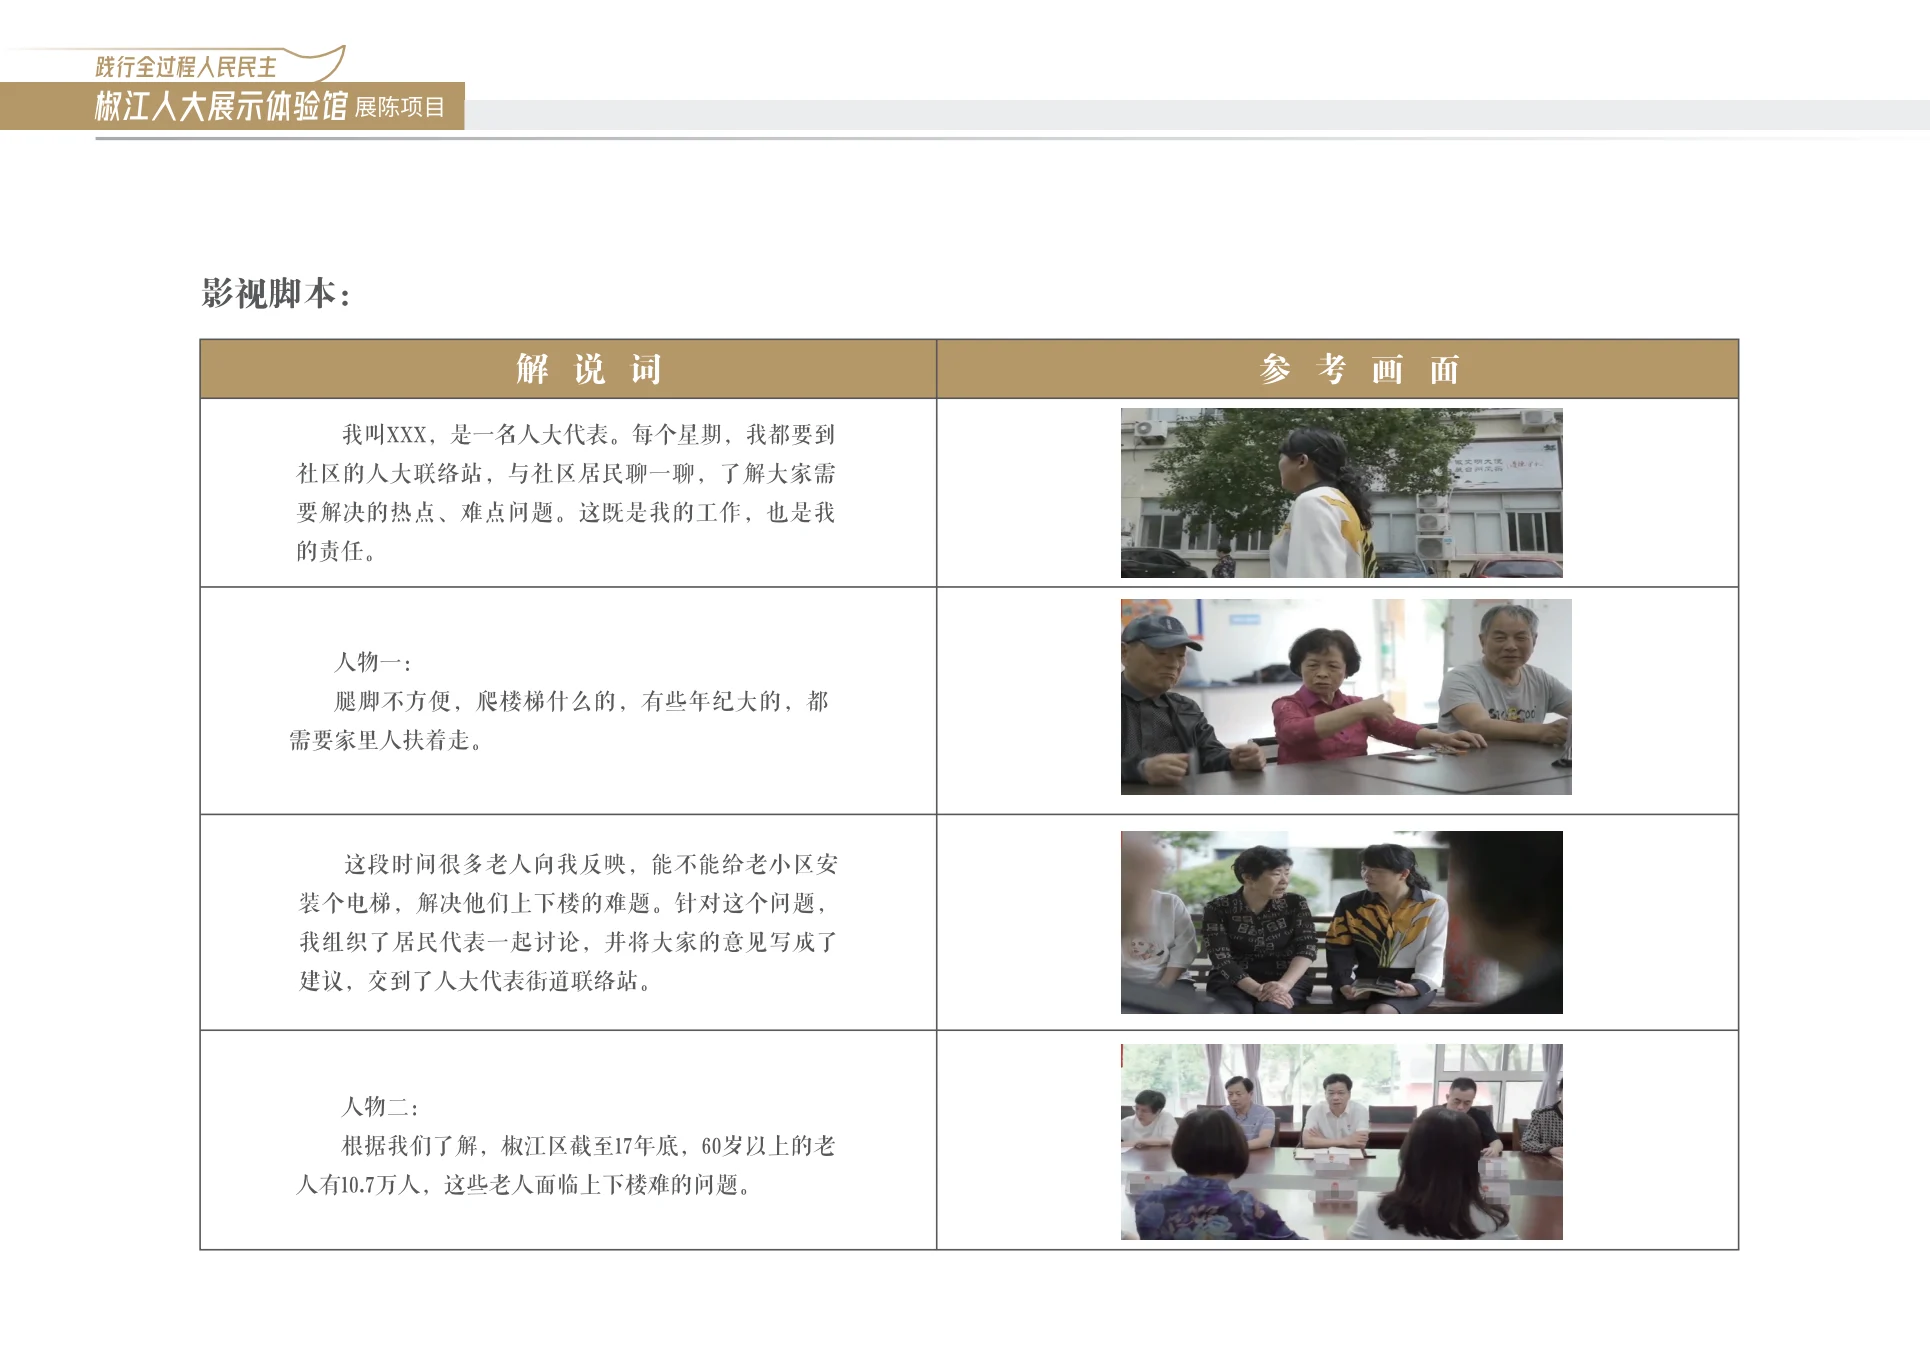 践行全过程人民民主
椒江人大展示体验馆 展陈项目
影视脚本：
解说词
参考画面
我叫XXX，是一名人大代表。每个星期，我都要到
社区的人大联络站，与社区居民聊一聊，了解大家需
要解决的热点、难点问题。这既是我的工作，也是我
的责任。
人物一：
腿脚不方便，爬楼梯什么的，有些年纪大的，都
需要家里人扶着走。
这段时间很多老人向我反映，能不能给老小区安
装个电梯，解决他们上下楼的难题。针对这个问题，
我组织了居民代表一起讨论，并将大家的意见写成了
建议，交到了人大代表街道联络站。
人物二：
根据我们了解，椒江区截至17年底，60岁以上的老
人有10.7万人，这些老人面临上下楼难的问题。